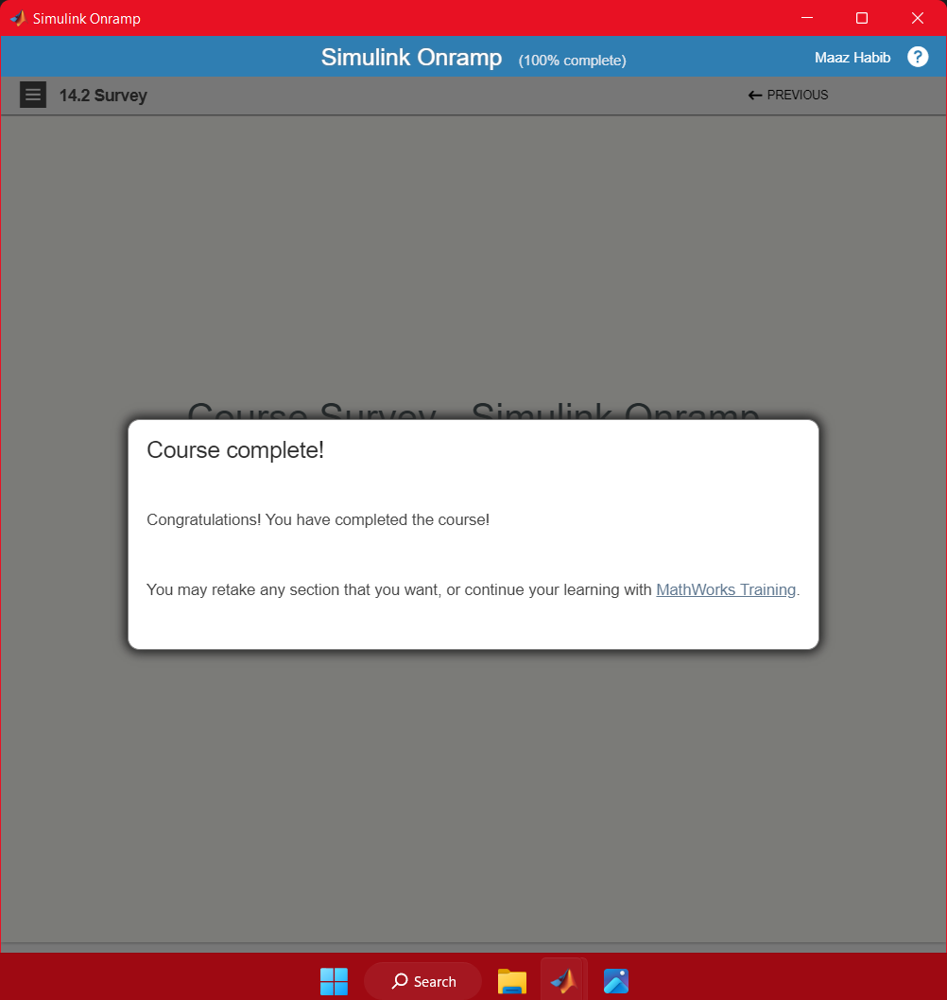 Simulink Onramp
Simulink Onramp (100% complete)
Maaz Habib ?
14.2 Survey
PREVIOUS
Course Survey - Simulink Onramp
Course complete!
Congratulations! You have completed the course!
You may retake any section that you want, or continue your learning with MathWorks Training.
Search